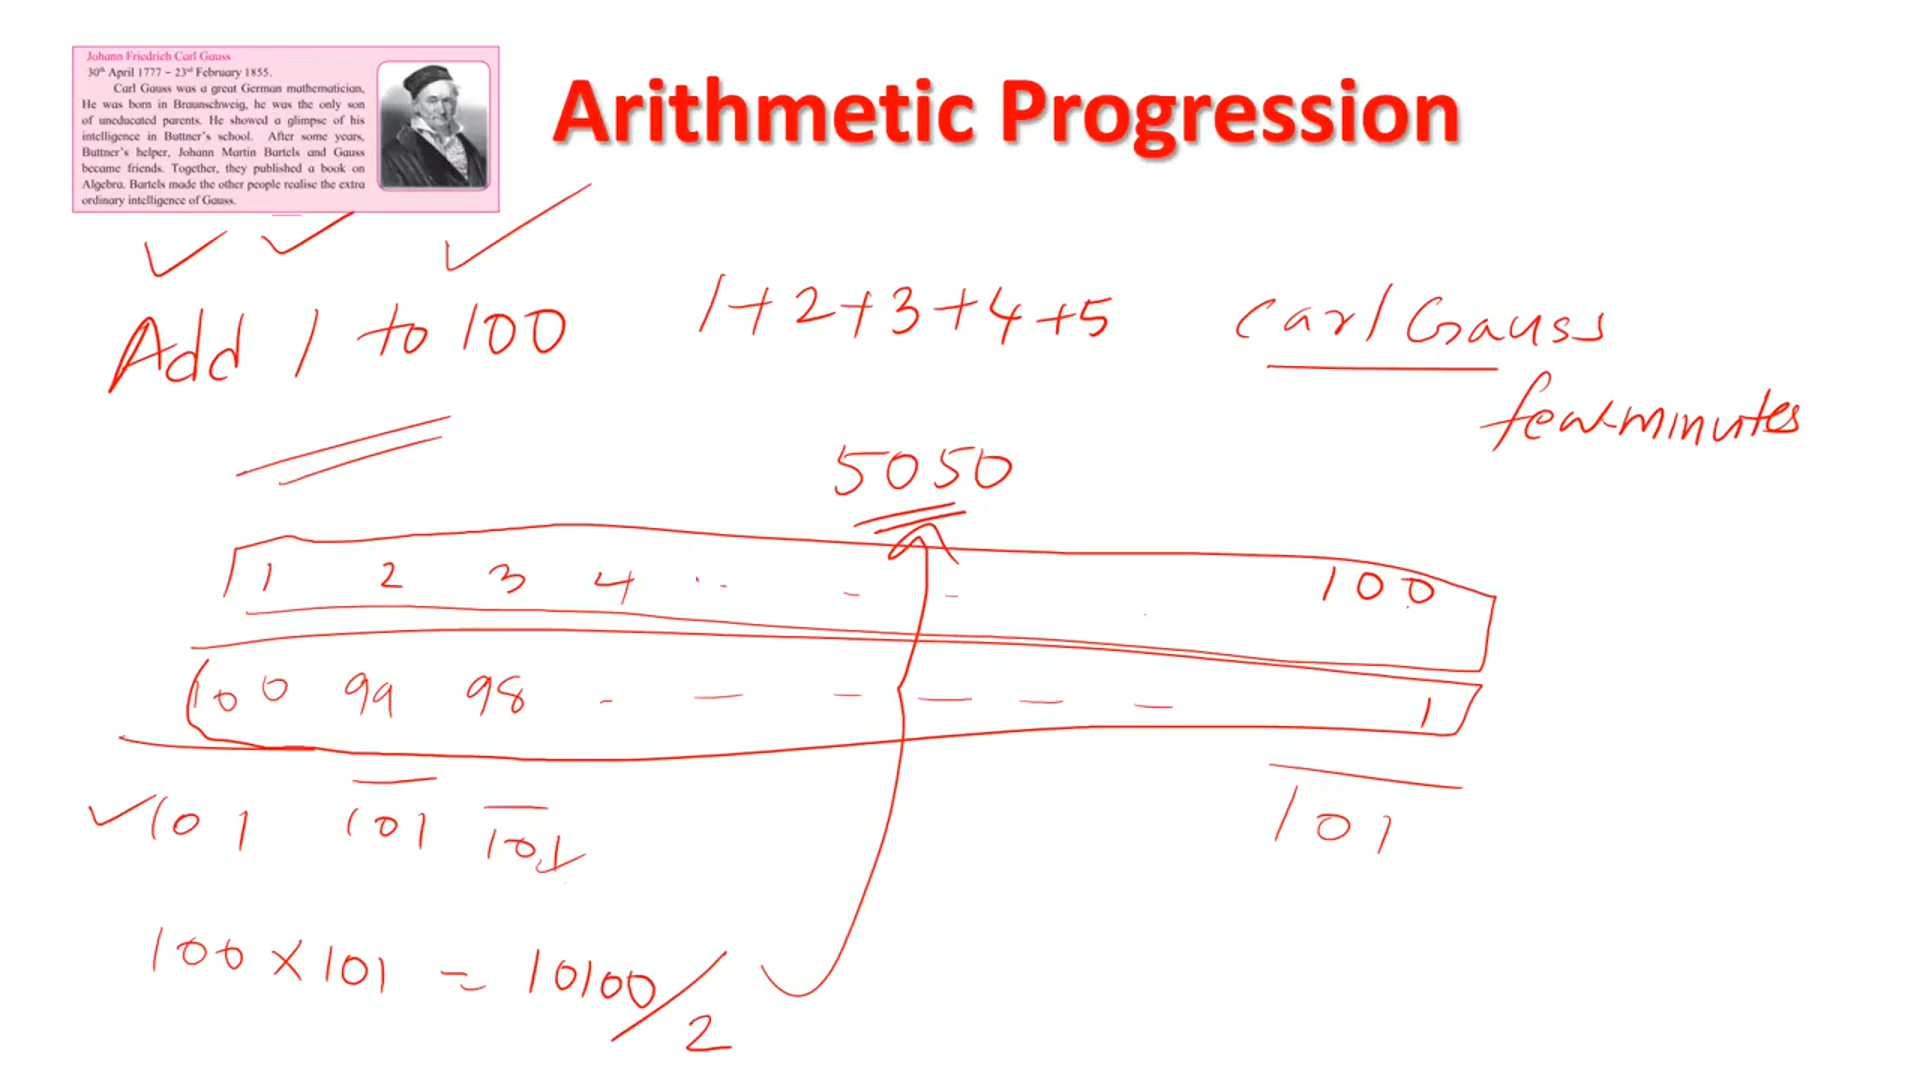 Johann Friedrich Carl Gauss
30th April 1777 – 23rd February 1855.
Carl Gauss was a great German mathematician,
He was born in Braunschweig, he was the only son
of uneducated parents. He showed a glimpse of his
intelligence in Buttner's school. After some years,
Buttner's helper, Johann Martin Bartels and Gauss
became friends. Together, they published a book on
Algebra. Bartels made the other people realise the extra
ordinary intelligence of Gauss.
Arithmetic Progression
Add 1 to 100
1+2+3+4+5
Carl Gauss
few minutes
5050
1 2 3 4 .. - - 100
100 99 98 - — - — — — 1
101 101 101 101
100 × 101 = 10100/2